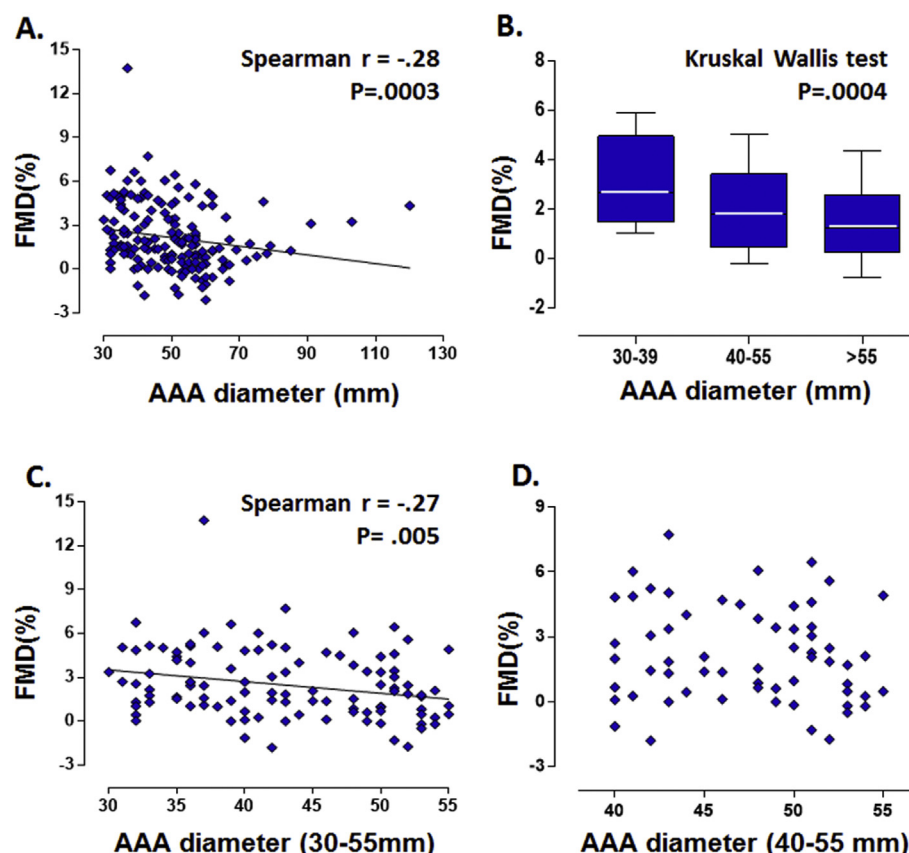 A.
Spearman r = -.28
P=.0003
15
12
9
6
3
0
-3
FMD(%)
30 50 70 90 110 130
AAA diameter (mm)
B.
Kruskal Wallis test
P=.0004
8
6
4
2
0
-2
FMD(%)
30-39 40-55 >55
AAA diameter (mm)
C.
Spearman r = -.27
P= .005
15
12
9
6
3
0
-3
FMD(%)
30 35 40 45 50 55
AAA diameter (30-55mm)
D.
9
6
3
0
-3
FMD(%)
40 45 50 55
AAA diameter (40-55 mm)